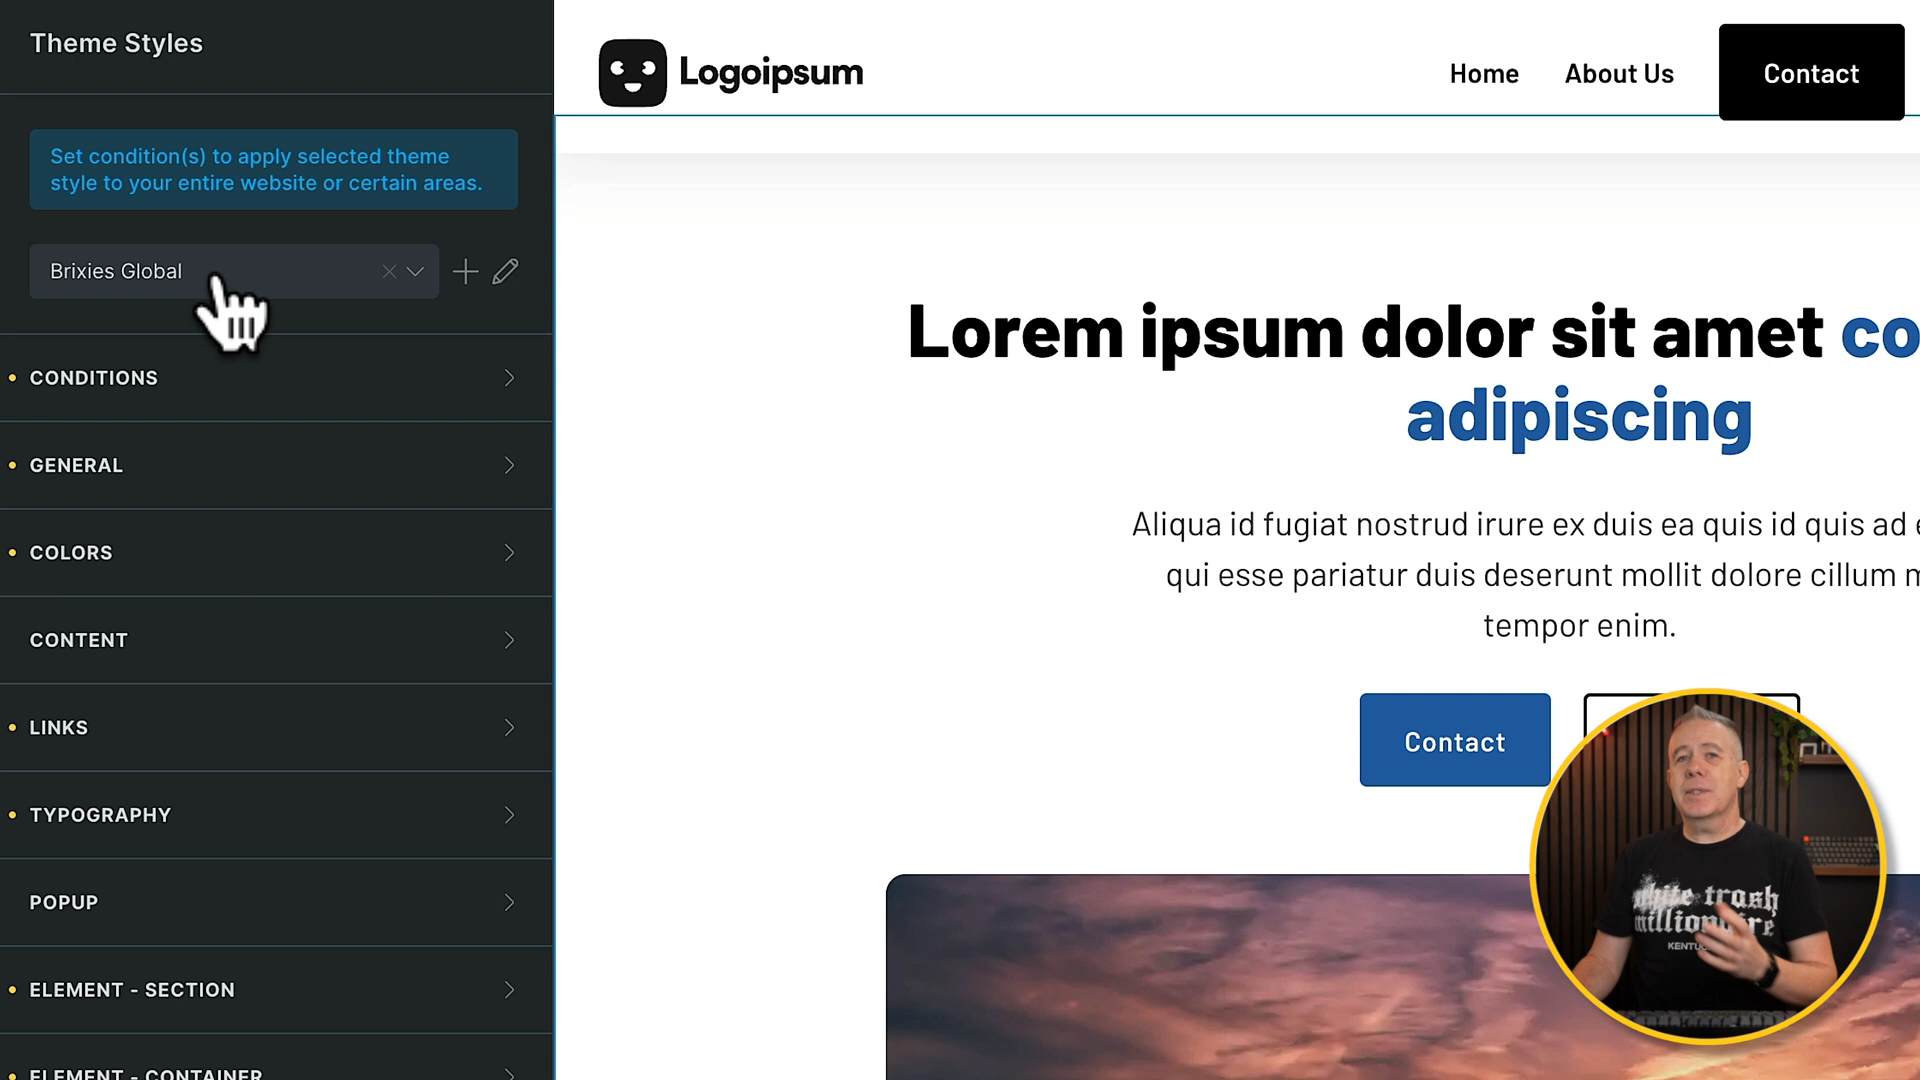 Theme Styles
Set condition(s) to apply selected theme
style to your entire website or certain areas.
Brixies Global
CONDITIONS
GENERAL
COLORS
CONTENT
LINKS
TYPOGRAPHY
POPUP
ELEMENT - SECTION
ELEMENT - CONTAINER
Logoipsum
Home
About Us
Contact
Lorem ipsum dolor sit amet co
adipiscing
Aliqua id fugiat nostrud irure ex duis ea quis id quis ad
qui esse pariatur duis deserunt mollit dolore cillum
tempor enim.
Contact
white trash
millionaire